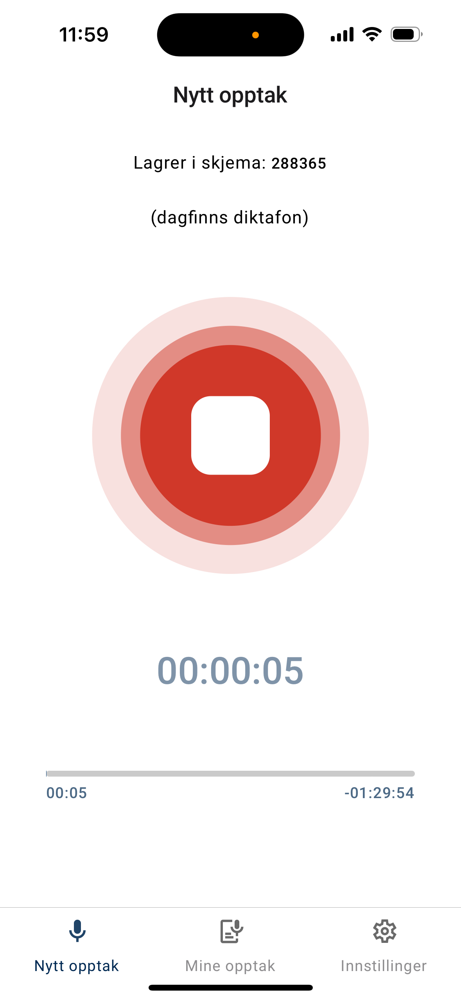 11:59
Nytt opptak
Lagrer i skjema: 288365
(dagfinns diktafon)
00:00:05
00:05 -01:29:54
Nytt opptak Mine opptak Innstillinger